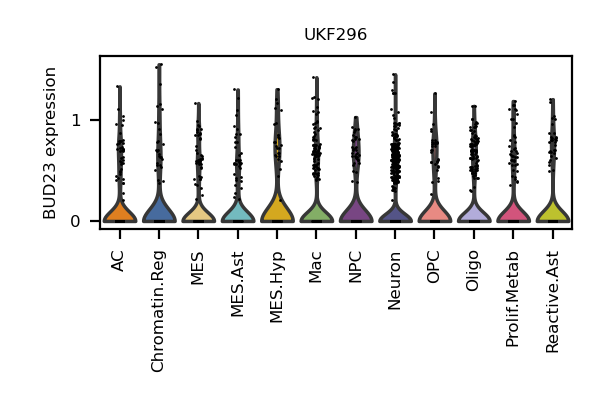 UKF296
BUD23 expression
1
0
AC
Chromatin.Reg
MES
MES.Ast
MES.Hyp
Mac
NPC
Neuron
OPC
Oligo
Prolif.Metab
Reactive.Ast